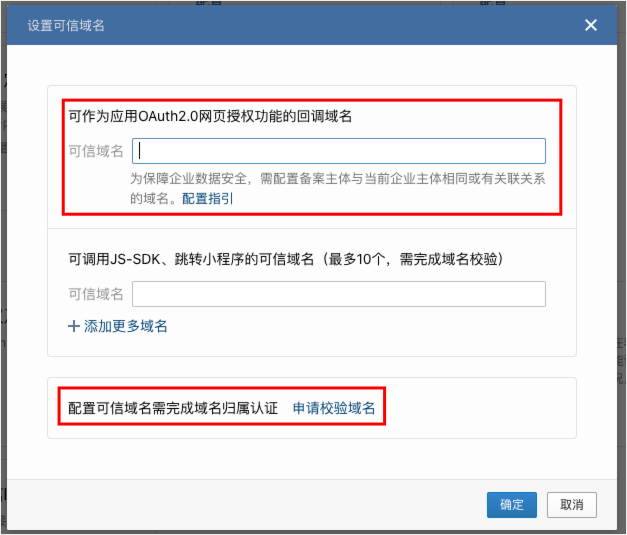 设置可信域名
可作为应用OAuth2.0网页授权功能的回调域名
可信域名
为保障企业数据安全，需配置备案主体与当前企业主体相同或有关联关系
的域名。配置指引
可调用JS-SDK、跳转小程序的可信域名（最多10个，需完成域名校验）
可信域名
添加更多域名
配置可信域名需完成域名归属认证 申请校验域名
确定 取消